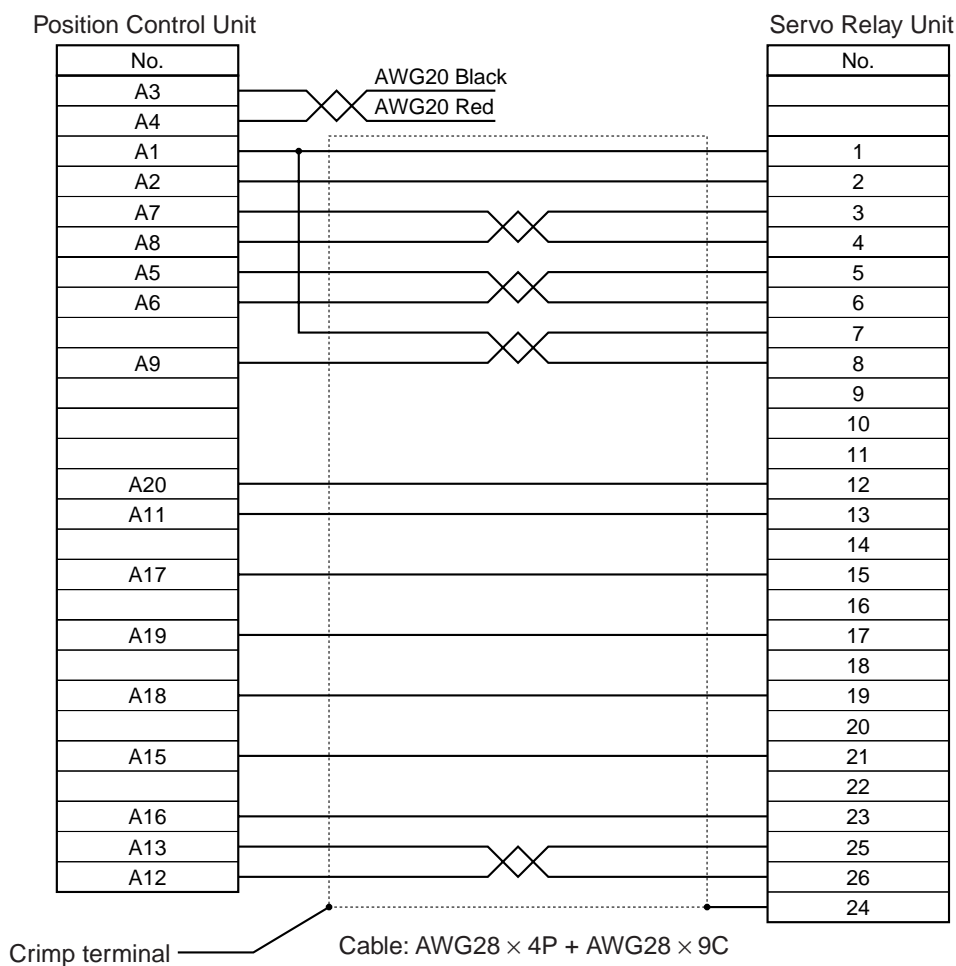 Position Control Unit Servo Relay Unit
No. No.
AWG20 Black
A3
AWG20 Red
A4
A1 1
A2 2
A7 3
A8 4
A5 5
A6 6
7
A9 8
9
10
11
A20 12
A11 13
14
A17 15
16
A19 17
18
A18 19
20
A15 21
22
A16 23
A13 25
A12 26
24
Crimp terminal
Cable: AWG28 × 4P + AWG28 × 9C